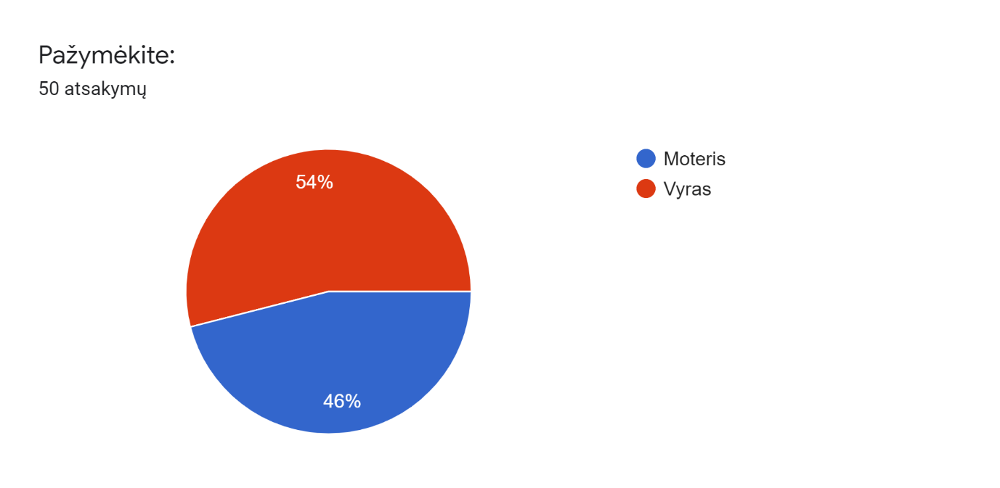 Pažymėkite:
50 atsakymų
54%
46%
Moteris
Vyras